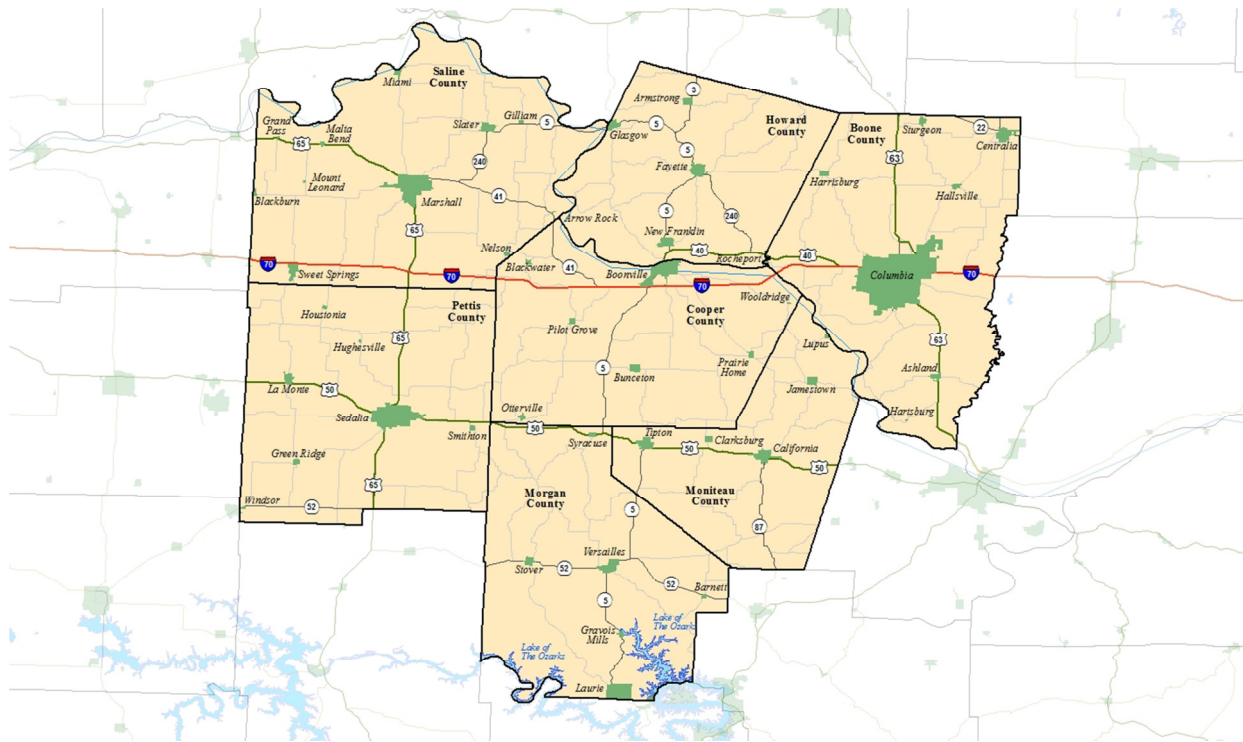 Saline
County
Miami
Armstrong
5
Howard
County
Boone
County
Sturgeon
22
Centralia
Grand
Pass
Malta
Bend
65
Slater
Gilliam
5
Glasgow
5
5
63
240
Fayette
Harrisburg
Hallsville
Mount
Leonard
Blackburn
Marshall
41
Arrow Rock
5
240
65
New Franklin
Nelson
40
Rocheport
40
70
Sweet Springs
70
Blackwater
41
Boonville
70
Wooldridge
Columbia
70
Pettis
County
Houstonia
65
Hughesville
Pilot Grove
Cooper
County
Lupus
63
5
Prairie
Home
Bunceton
Jamestown
Ashland
La Monte
50
Sedalia
Hartsburg
Otterville
50
Smithton
Syracuse
Tipton
50
Clarksburg
California
50
Green Ridge
65
Windsor
52
Morgan
County
5
Moniteau
County
87
Versailles
Stover
52
52
Barnett
5
Gravois
Mills
Lake of
The Ozarks
Lake of
The Ozarks
Laurie